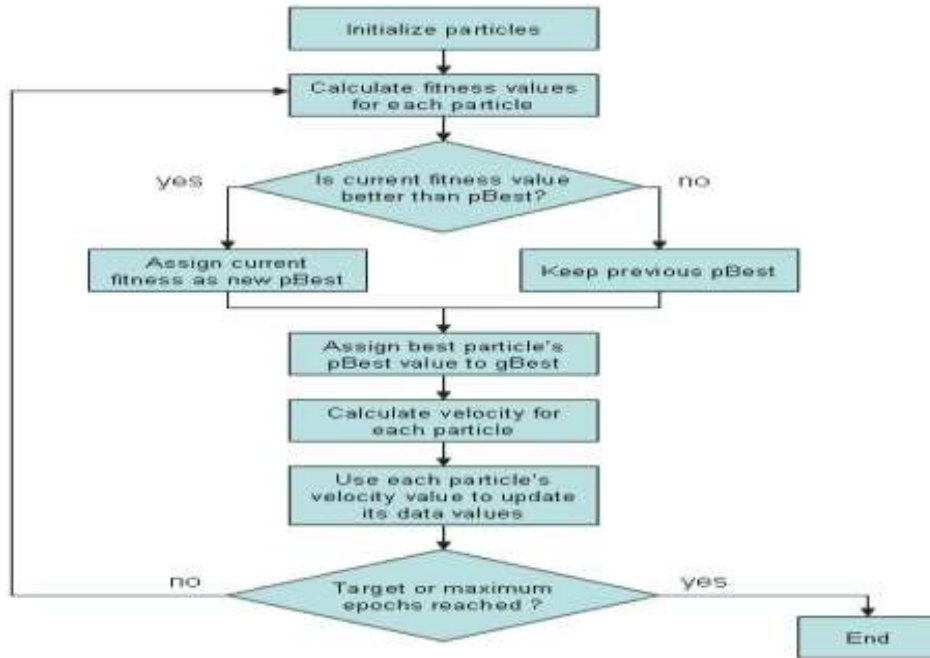 Initialize particles
Calculate fitness values
for each particle
yes
Is current fitness value
better than pBest?
no
Assign current
fitness as new pBest
Keep previous pBest
Assign best particle's
pBest value to gBest
Calculate velocity for
each particle
Use each particle's
velocity value to update
its data values
no
Target or maximum
epochs reached ?
yes
End